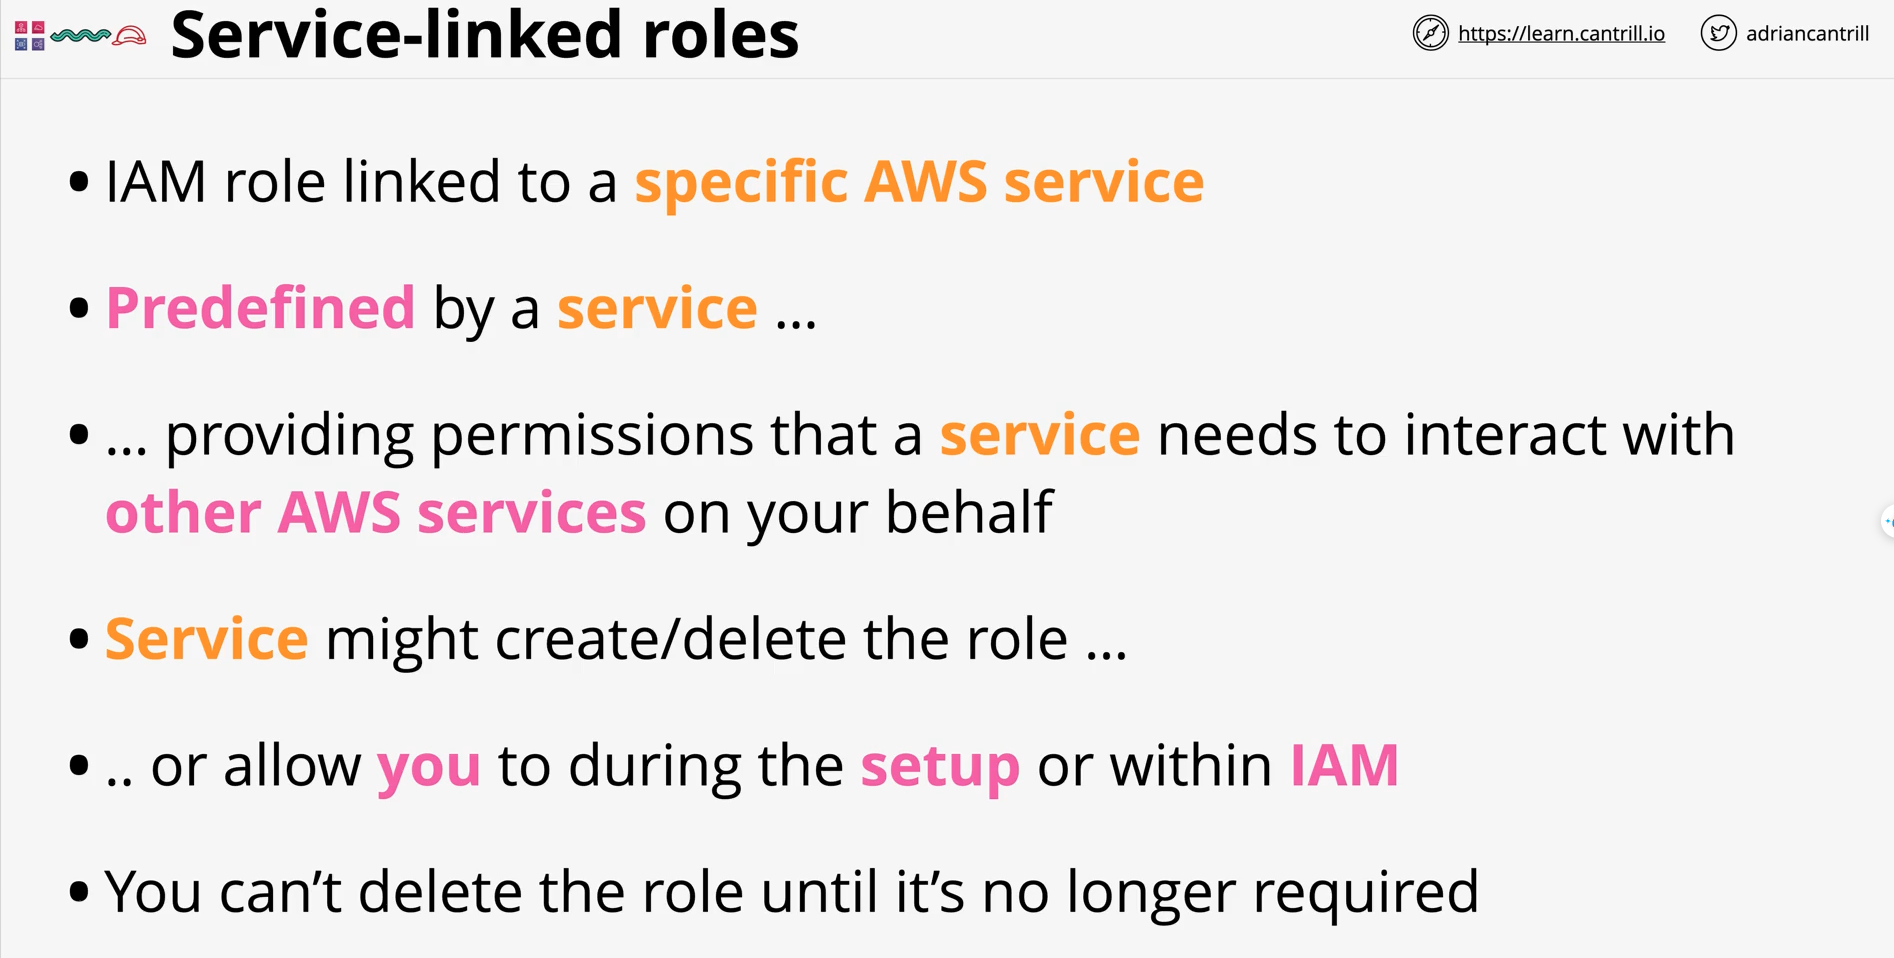 Service-linked roles
https://learn.cantrill.io
adriancantrill
• IAM role linked to a specific AWS service
• Predefined by a service ...
• ... providing permissions that a service needs to interact with
other AWS services on your behalf
• Service might create/delete the role ...
• .. or allow you to during the setup or within IAM
• You can’t delete the role until it’s no longer required